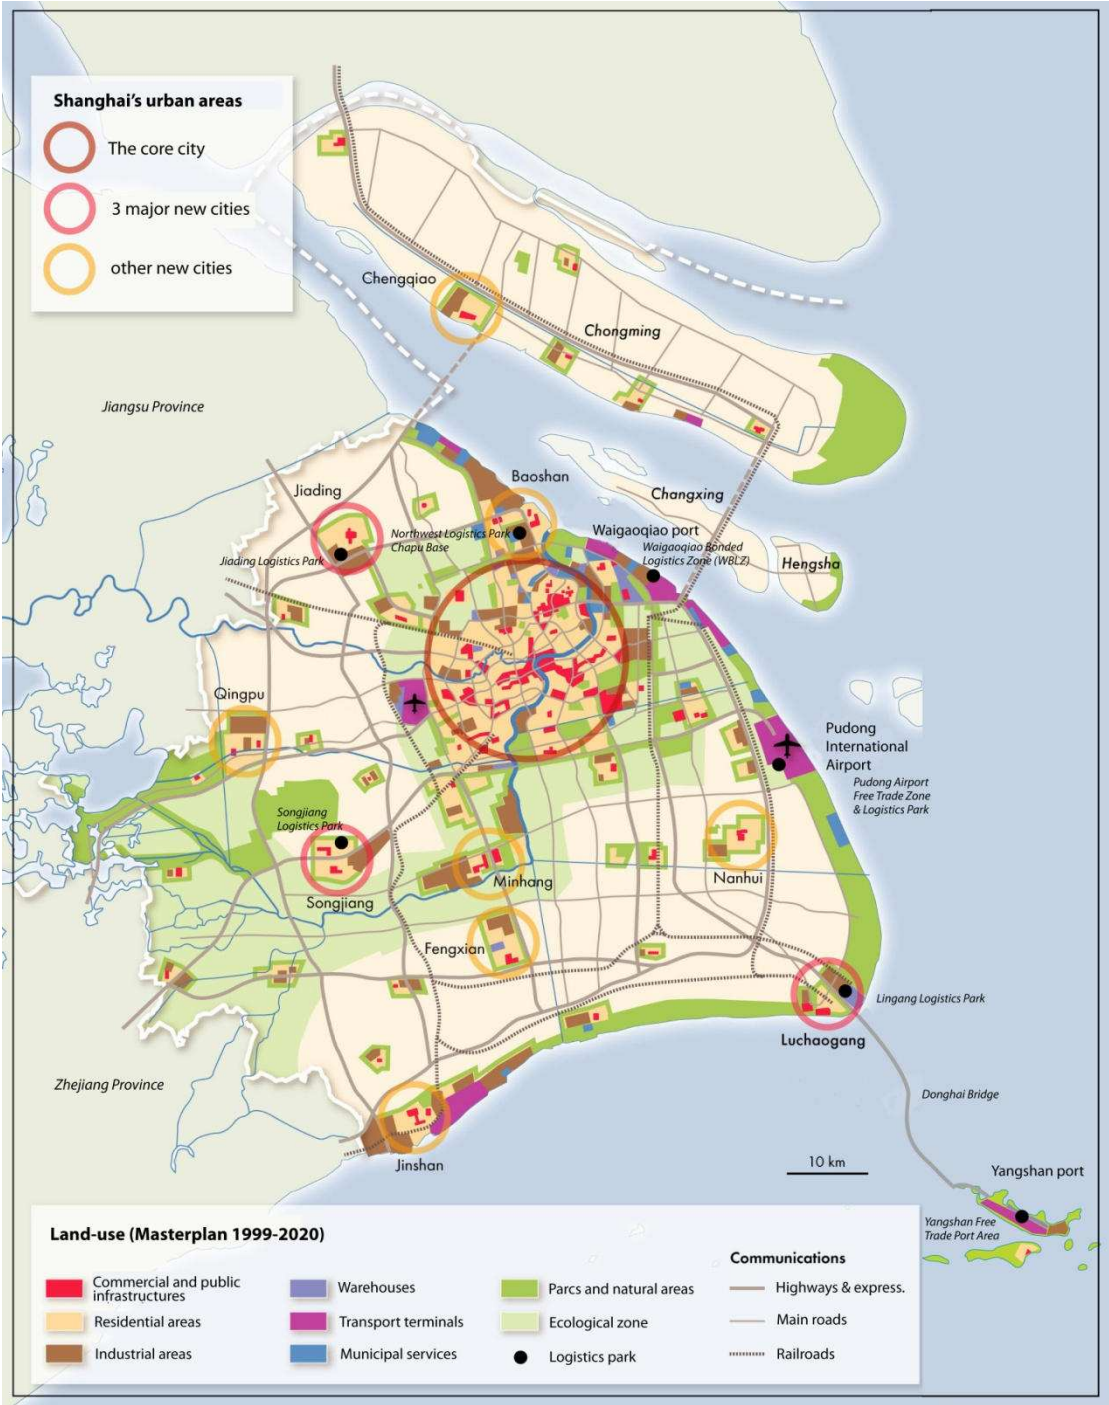 Shanghai's urban areas
The core city
3 major new cities
other new cities
Chengqiao
Chongming
Jiangsu Province
Baoshan
Changxing
Jiading
Northwest Logistics Park
Chapu Base
Waigaoqiao port
Waigaoqiao Bonded
Logistics Zone (WBLZ)
Jiading Logistics Park
Hengsha
Qingpu
Pudong
International
Airport
Pudong Airport
Free Trade Zone
& Logistics Park
Songjiang
Logistics Park
Minhang
Nanhui
Songjiang
Fengxian
Lingang Logistics Park
Luchaogang
Zhejiang Province
Donghai Bridge
Jinshan
10 km
Yangshan port
Yangshan Free
Trade Port Area
Land-use (Masterplan 1999-2020)
Commercial and public
infrastructures
Residential areas
Industrial areas
Warehouses
Transport terminals
Municipal services
Parcs and natural areas
Ecological zone
Logistics park
Communications
Highways & express.
Main roads
Railroads